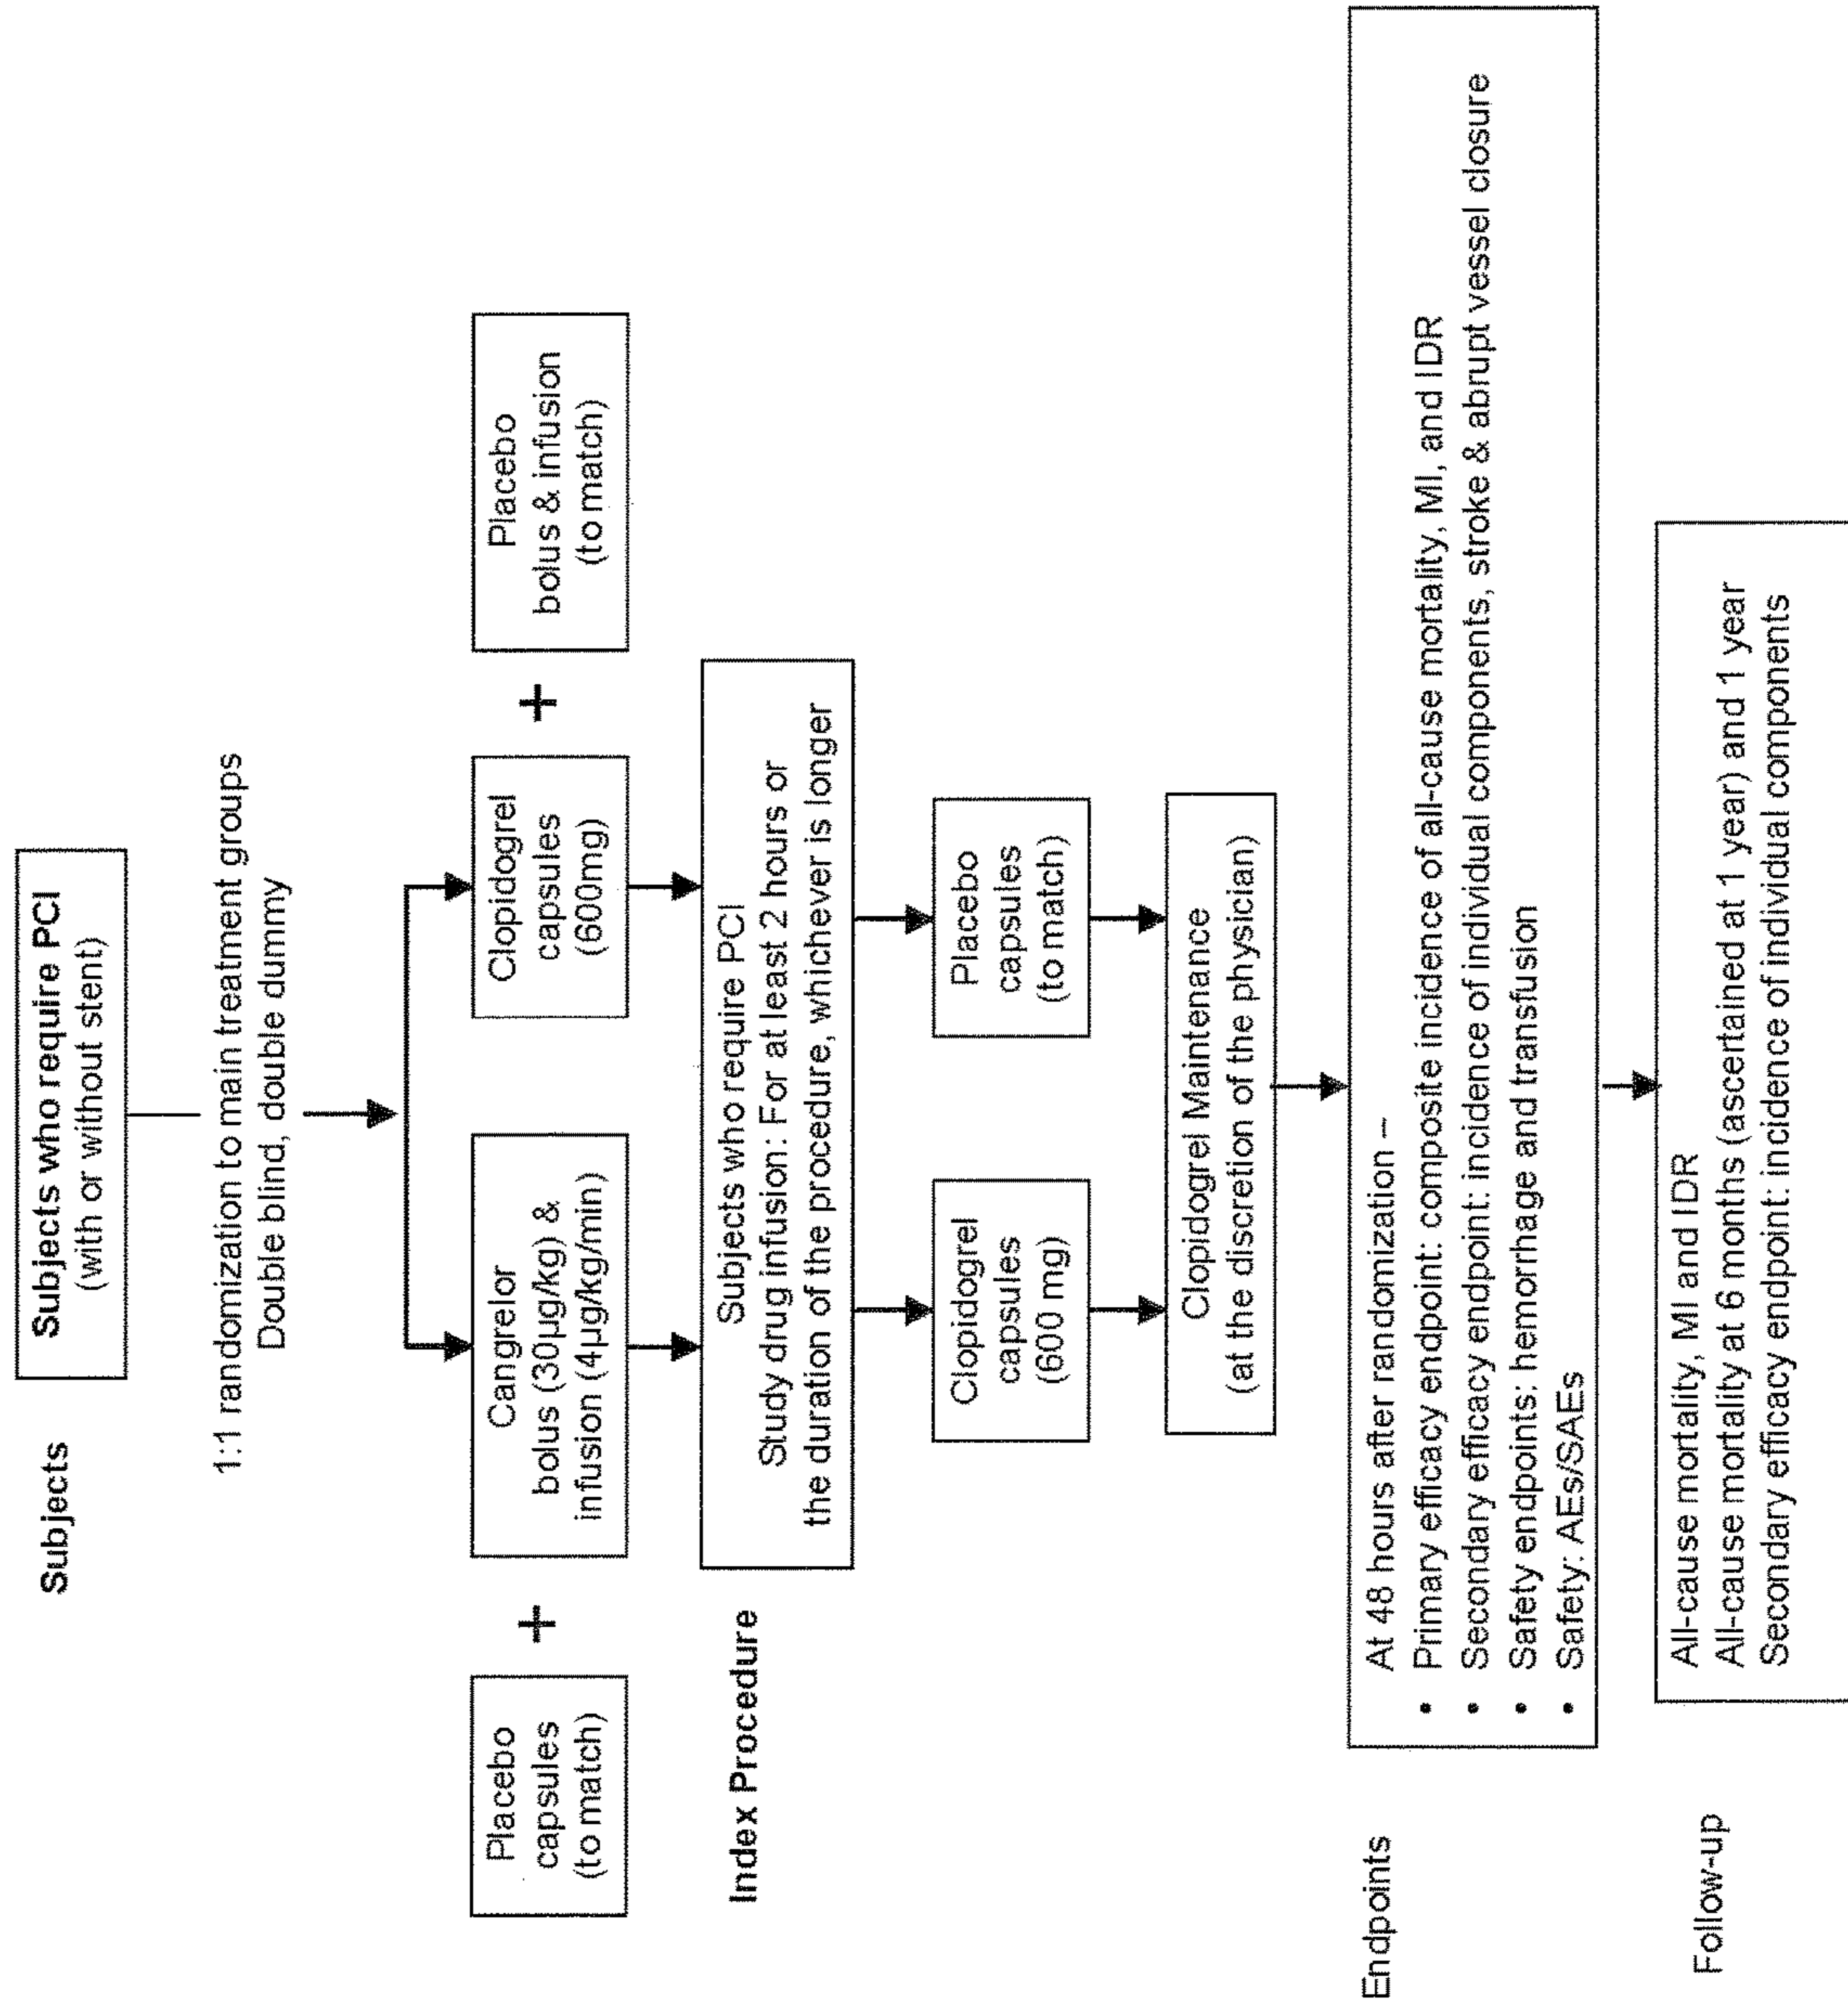 Subjects
Subjects who require PCI
(with or without stent)
1:1 randomization to main treatment groups
Double blind, double dummy
Placebo
capsules
(to match)
+
Cangrelor
bolus (30µg/kg) &
infusion (4µg/kg/min)
Clopidogrel
capsules
(600mg)
+
Placebo
bolus & infusion
(to match)
Index Procedure
Subjects who require PCI
Study drug infusion: For at least 2 hours or
the duration of the procedure, whichever is longer
Clopidogrel
capsules
(600 mg)
Placebo
capsules
(to match)
Clopidogrel Maintenance
(at the discretion of the physician)
Endpoints
At 48 hours after randomization –
• Primary efficacy endpoint: composite incidence of all-cause mortality, MI, and IDR
• Secondary efficacy endpoint: incidence of individual components, stroke & abrupt vessel closure
• Safety endpoints: hemorrhage and transfusion
• Safety: AEs/SAEs
Follow-up
All-cause mortality, MI and IDR
All-cause mortality at 6 months (ascertained at 1 year) and 1 year
Secondary efficacy endpoint: incidence of individual components